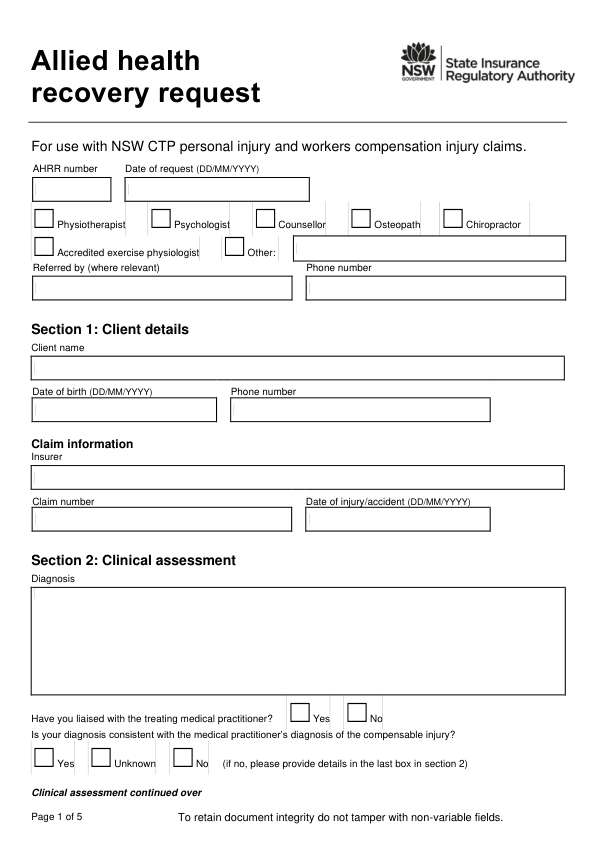 Allied health
recovery request
NSW
GOVERNMENT
State Insurance
Regulatory Authority
For use with NSW CTP personal injury and workers compensation injury claims.
AHRR number Date of request (DD/MM/YYYY)
Physiotherapist Psychologist Counsellor Osteopath Chiropractor
Accredited exercise physiologist Other:
Referred by (where relevant) Phone number
Section 1: Client details
Client name
Date of birth (DD/MM/YYYY) Phone number
Claim information
Insurer
Claim number Date of injury/accident (DD/MM/YYYY)
Section 2: Clinical assessment
Diagnosis
Have you liaised with the treating medical practitioner? Yes No
Is your diagnosis consistent with the medical practitioner's diagnosis of the compensable injury?
Yes Unknown No (if no, please provide details in the last box in section 2)
Clinical assessment continued over
Page 1 of 5 To retain document integrity do not tamper with non-variable fields.